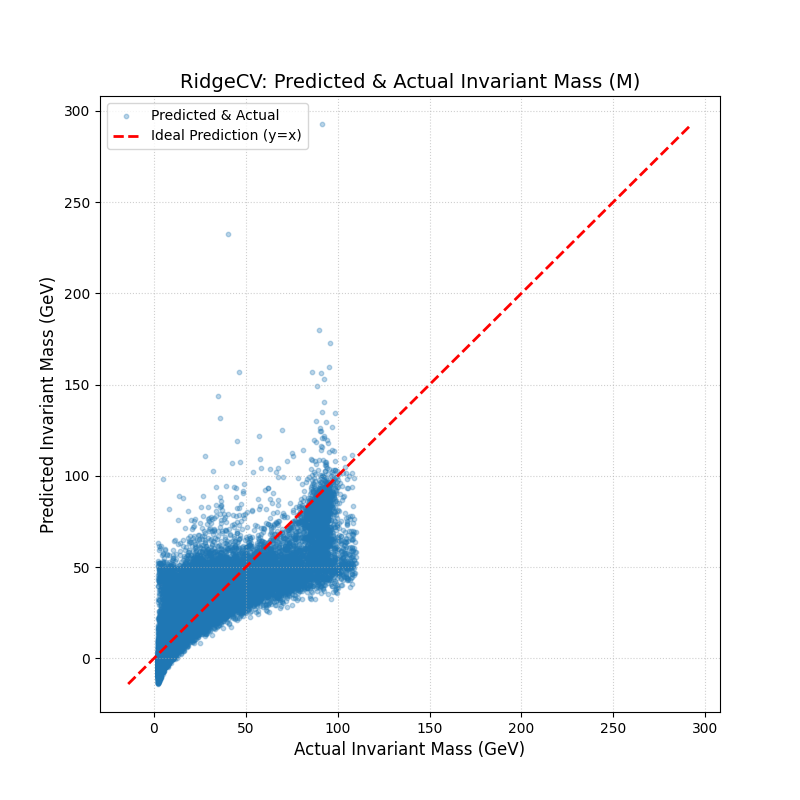 RidgeCV: Predicted & Actual Invariant Mass (M)
Predicted & Actual
Ideal Prediction (y=x)
Predicted Invariant Mass (GeV)
300
250
200
150
100
50
0
0 50 100 150 200 250 300
Actual Invariant Mass (GeV)